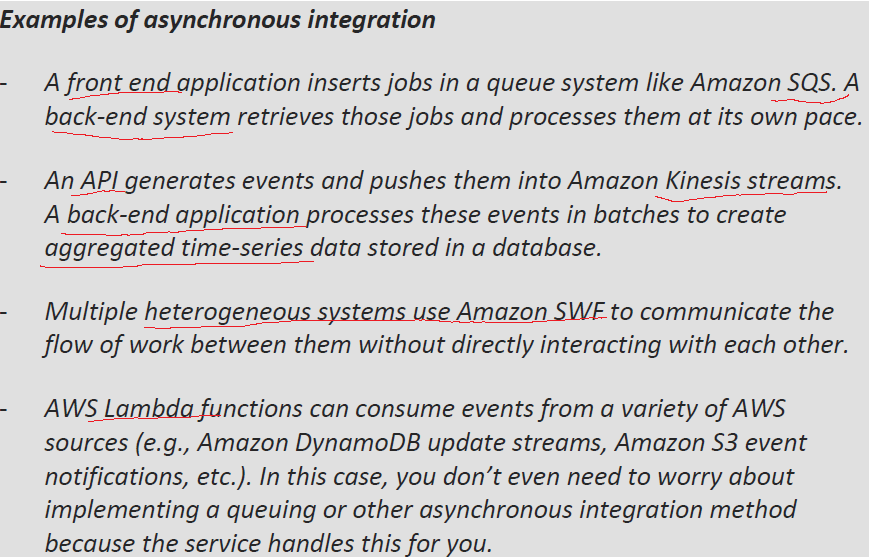 Examples of asynchronous integration
- A front end application inserts jobs in a queue system like Amazon SQS. A
back-end system retrieves those jobs and processes them at its own pace.
- An API generates events and pushes them into Amazon Kinesis streams.
A back-end application processes these events in batches to create
aggregated time-series data stored in a database.
- Multiple heterogeneous systems use Amazon SWF to communicate the
flow of work between them without directly interacting with each other.
- AWS Lambda functions can consume events from a variety of AWS
sources (e.g., Amazon DynamoDB update streams, Amazon S3 event
notifications, etc.). In this case, you don’t even need to worry about
implementing a queuing or other asynchronous integration method
because the service handles this for you.